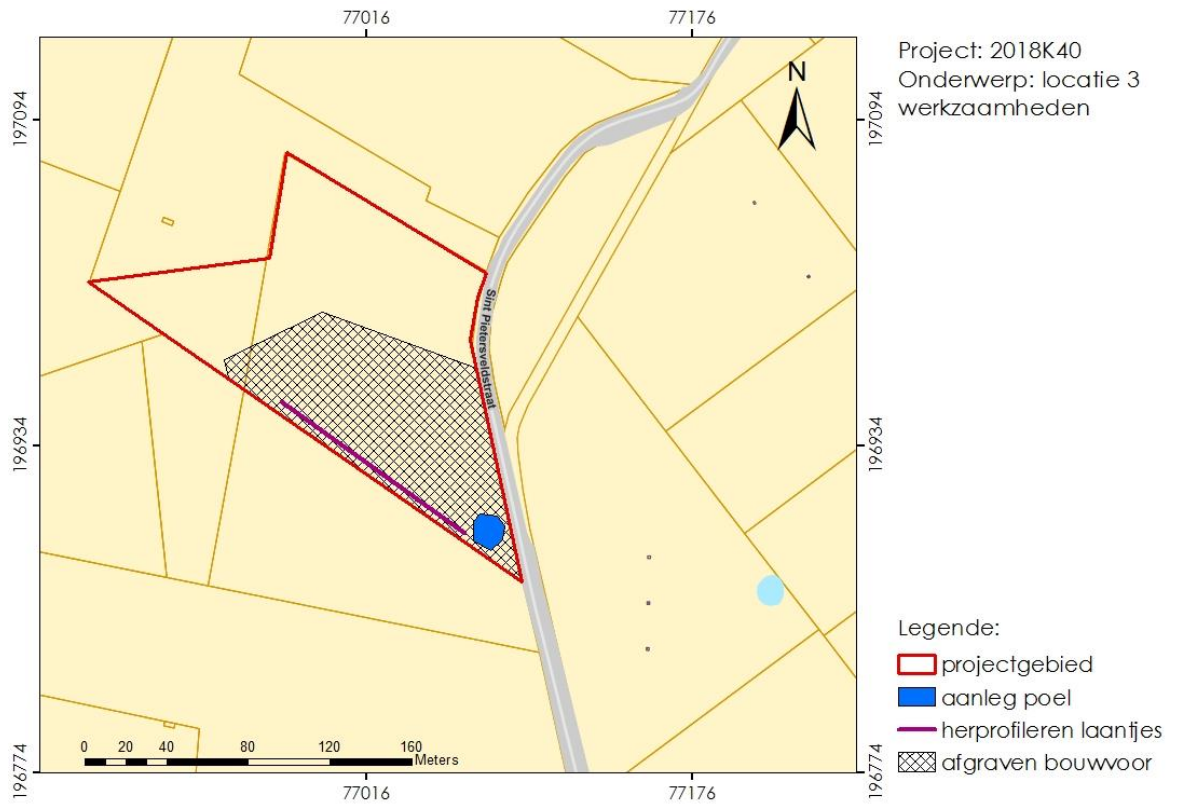 77016
77176
Project: 2018K40
Onderwerp: locatie 3
werkzaamheden
N
197094
197094
Sint Pietersveldstraat
196934
196934
Legende:
projectgebied
aanleg poel
herprofileren laantjes
afgraven bouwvoor
0 20 40 80 120 160
Meters
196774
196774
77016
77176